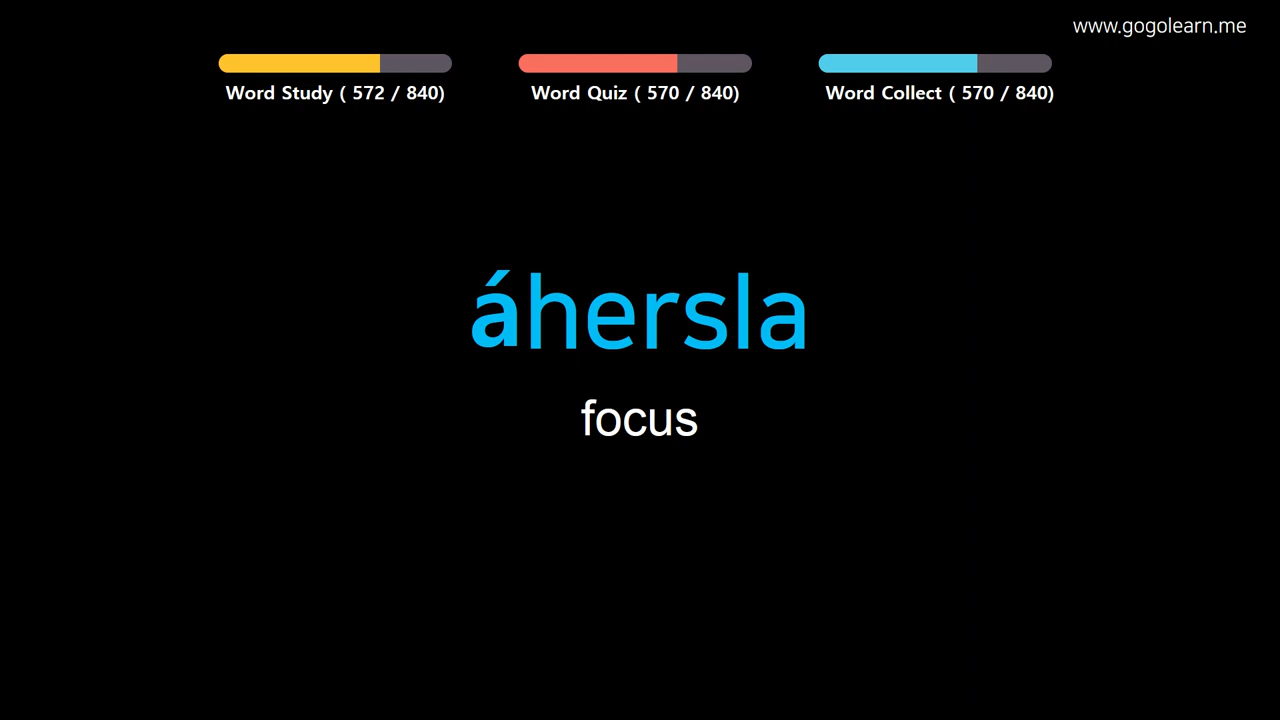 www.gogolearn.me
Word Study ( 572 / 840)
Word Quiz ( 570 / 840)
Word Collect ( 570 / 840)
áhersla
focus